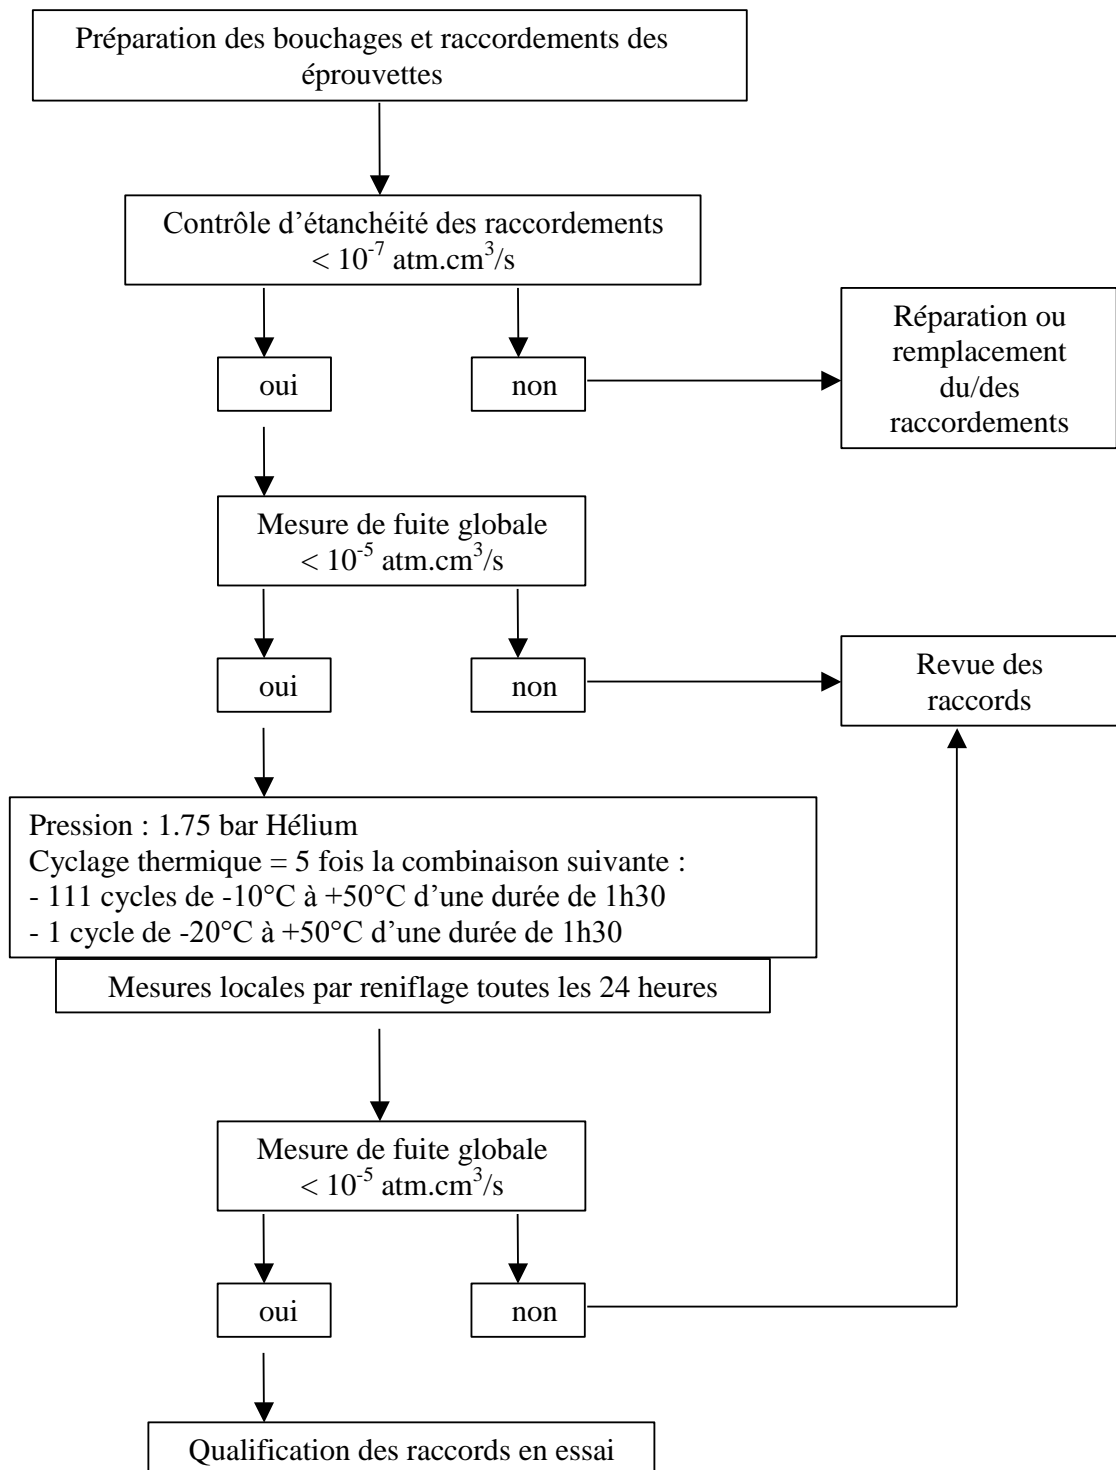 Préparation des bouchages et raccordements des
éprouvettes
Contrôle d’étanchéité des raccordements
< 10⁻⁷ atm.cm³/s
oui
non
Réparation ou
remplacement
du/des
raccordements
Mesure de fuite globale
< 10⁻⁵ atm.cm³/s
oui
non
Revue des
raccords
Pression : 1.75 bar Hélium
Cyclage thermique = 5 fois la combinaison suivante :
- 111 cycles de -10°C à +50°C d’une durée de 1h30
- 1 cycle de -20°C à +50°C d’une durée de 1h30
Mesures locales par reniflage toutes les 24 heures
Mesure de fuite globale
< 10⁻⁵ atm.cm³/s
oui
non
Qualification des raccords en essai